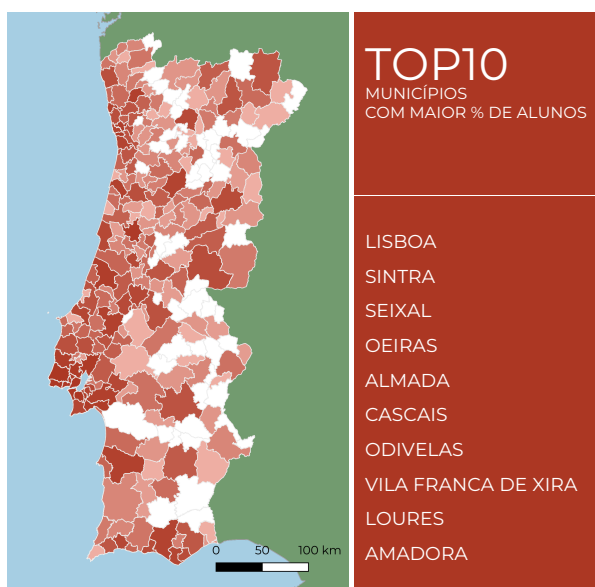 TOP10
MUNICÍPIOS
COM MAIOR % DE ALUNOS
LISBOA
SINTRA
SEIXAL
OEIRAS
ALMADA
CASCAIS
ODIVELAS
VILA FRANCA DE XIRA
LOURES
AMADORA
0 50 100 km